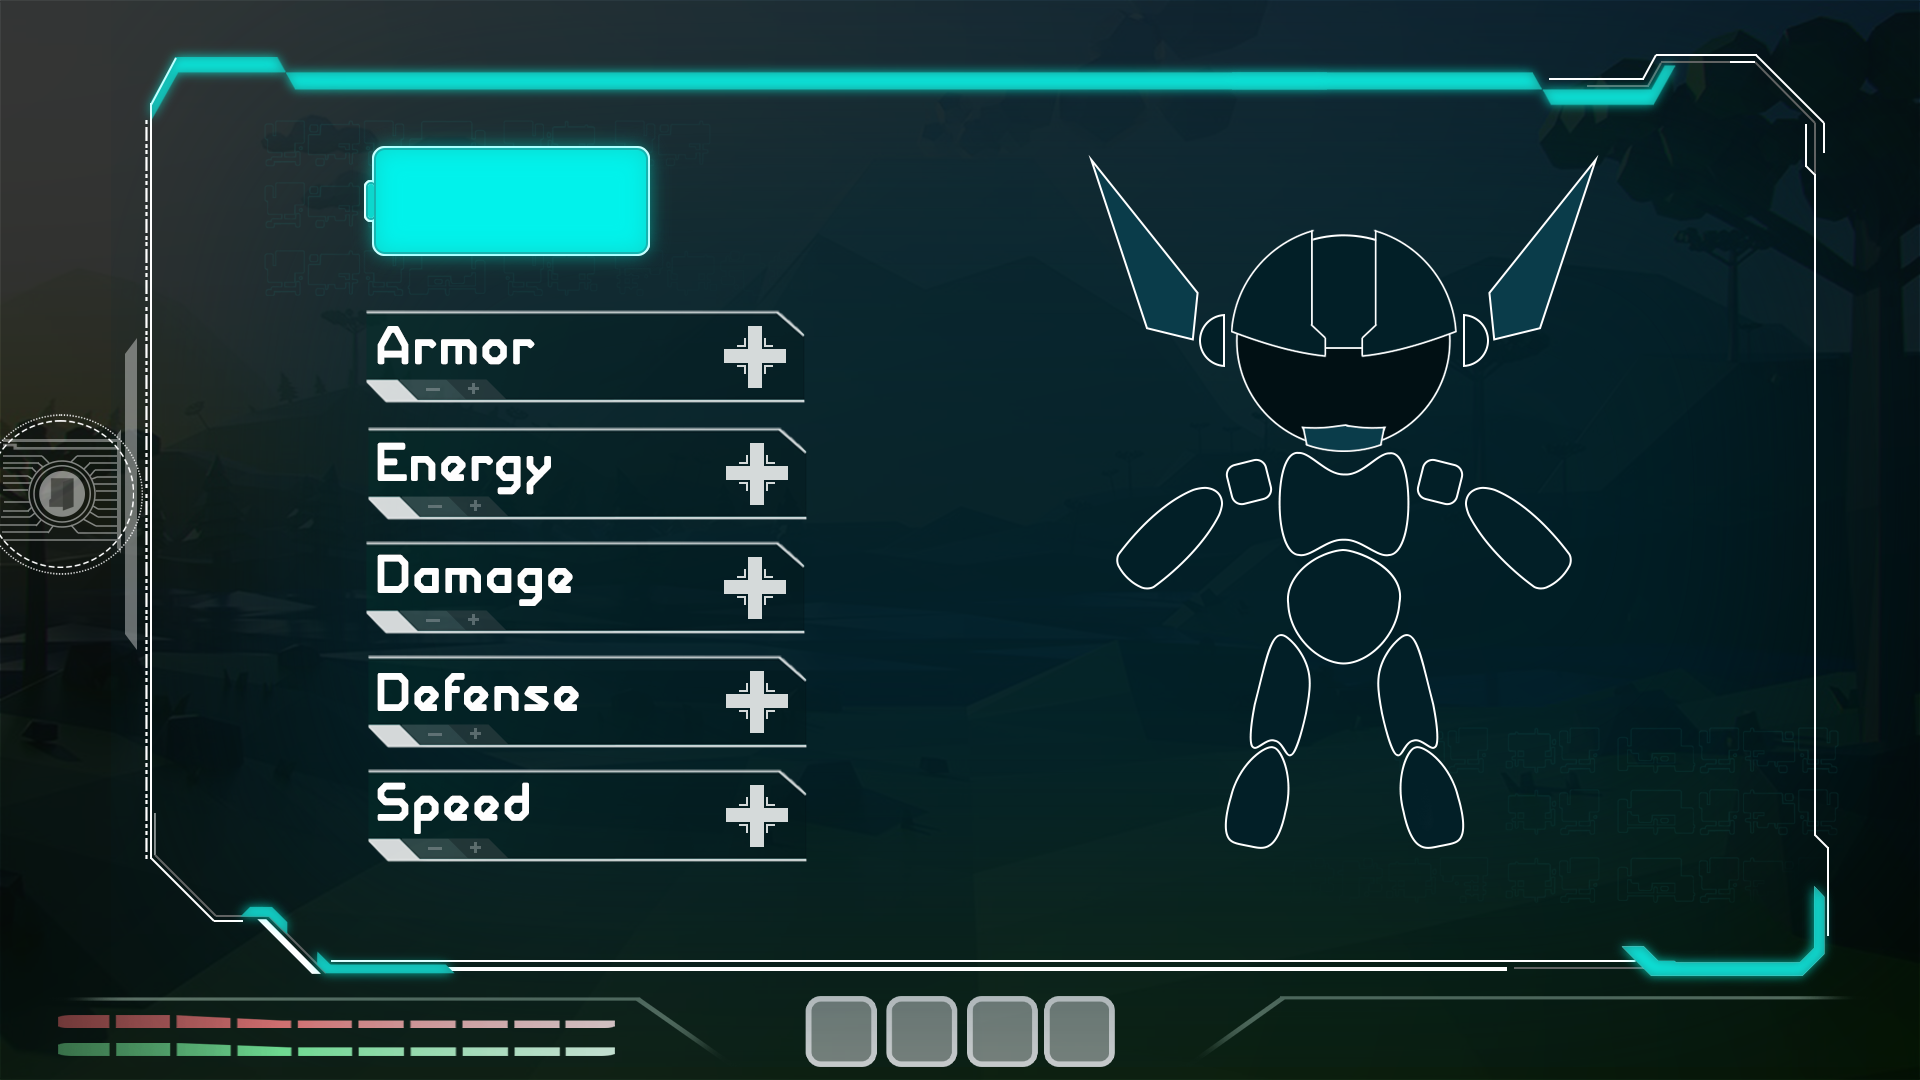 Armor
- +
Energy
- +
Damage
- +
Defense
- +
Speed
- +